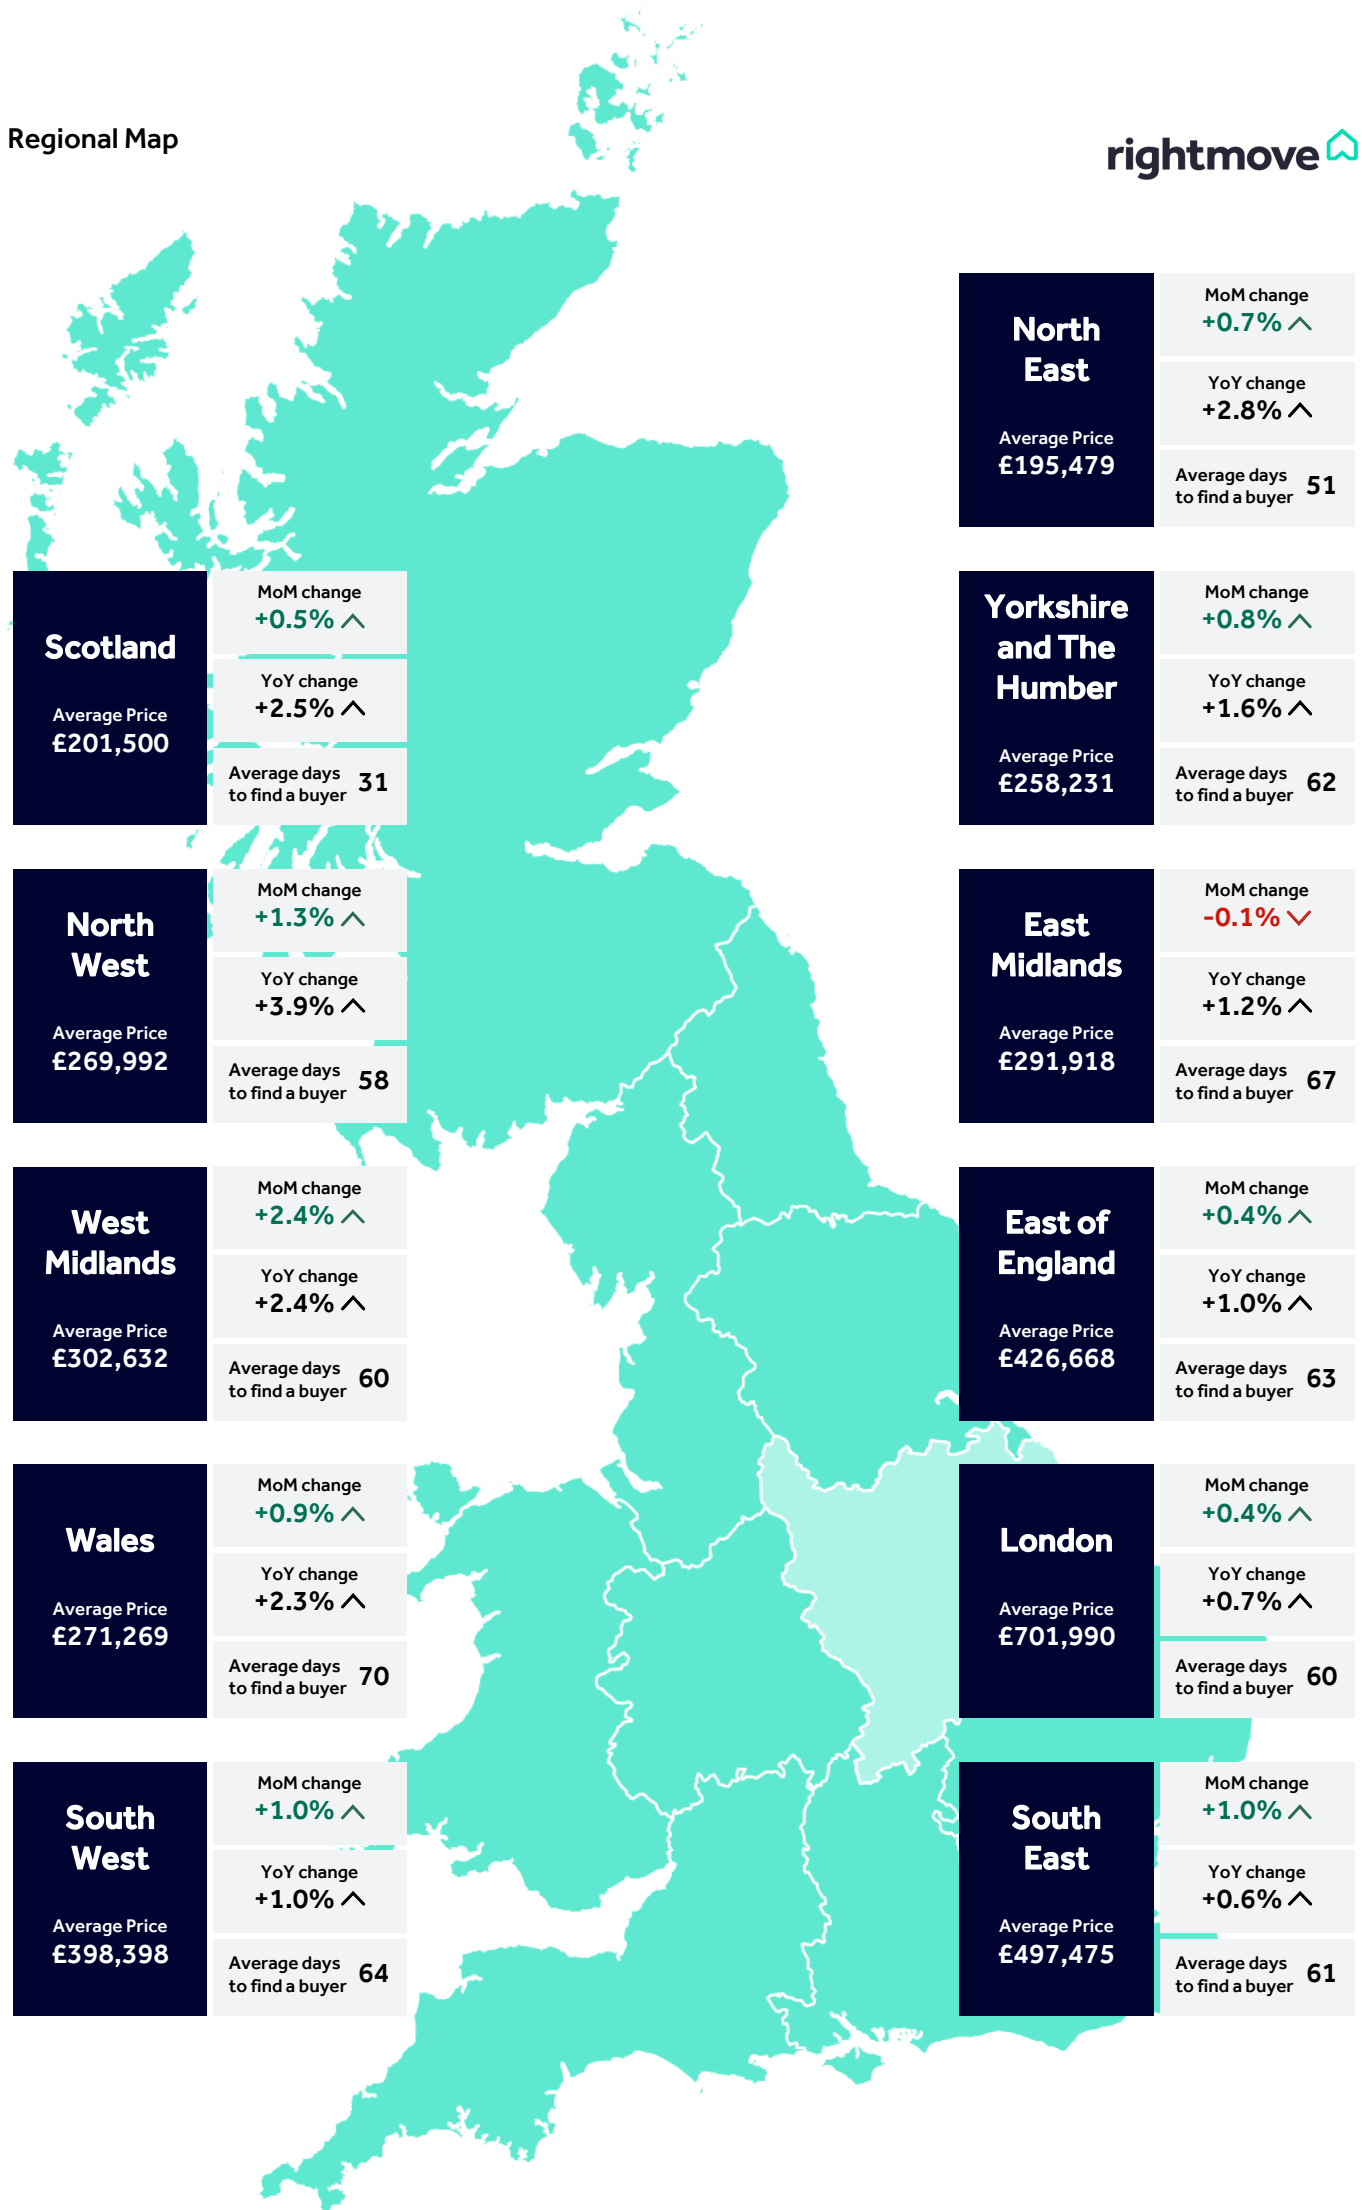 Regional Map
rightmove
North
East
Average Price
£195,479
MoM change
+0.7%
YoY change
+2.8%
Average days
to find a buyer
51
Scotland
Average Price
£201,500
MoM change
+0.5%
YoY change
+2.5%
Average days
to find a buyer
31
Yorkshire
and The
Humber
Average Price
£258,231
MoM change
+0.8%
YoY change
+1.6%
Average days
to find a buyer
62
North
West
Average Price
£269,992
MoM change
+1.3%
YoY change
+3.9%
Average days
to find a buyer
58
East
Midlands
Average Price
£291,918
MoM change
-0.1%
YoY change
+1.2%
Average days
to find a buyer
67
West
Midlands
Average Price
£302,632
MoM change
+2.4%
YoY change
+2.4%
Average days
to find a buyer
60
East of
England
Average Price
£426,668
MoM change
+0.4%
YoY change
+1.0%
Average days
to find a buyer
63
Wales
Average Price
£271,269
MoM change
+0.9%
YoY change
+2.3%
Average days
to find a buyer
70
London
Average Price
£701,990
MoM change
+0.4%
YoY change
+0.7%
Average days
to find a buyer
60
South
West
Average Price
£398,398
MoM change
+1.0%
YoY change
+1.0%
Average days
to find a buyer
64
South
East
Average Price
£497,475
MoM change
+1.0%
YoY change
+0.6%
Average days
to find a buyer
61